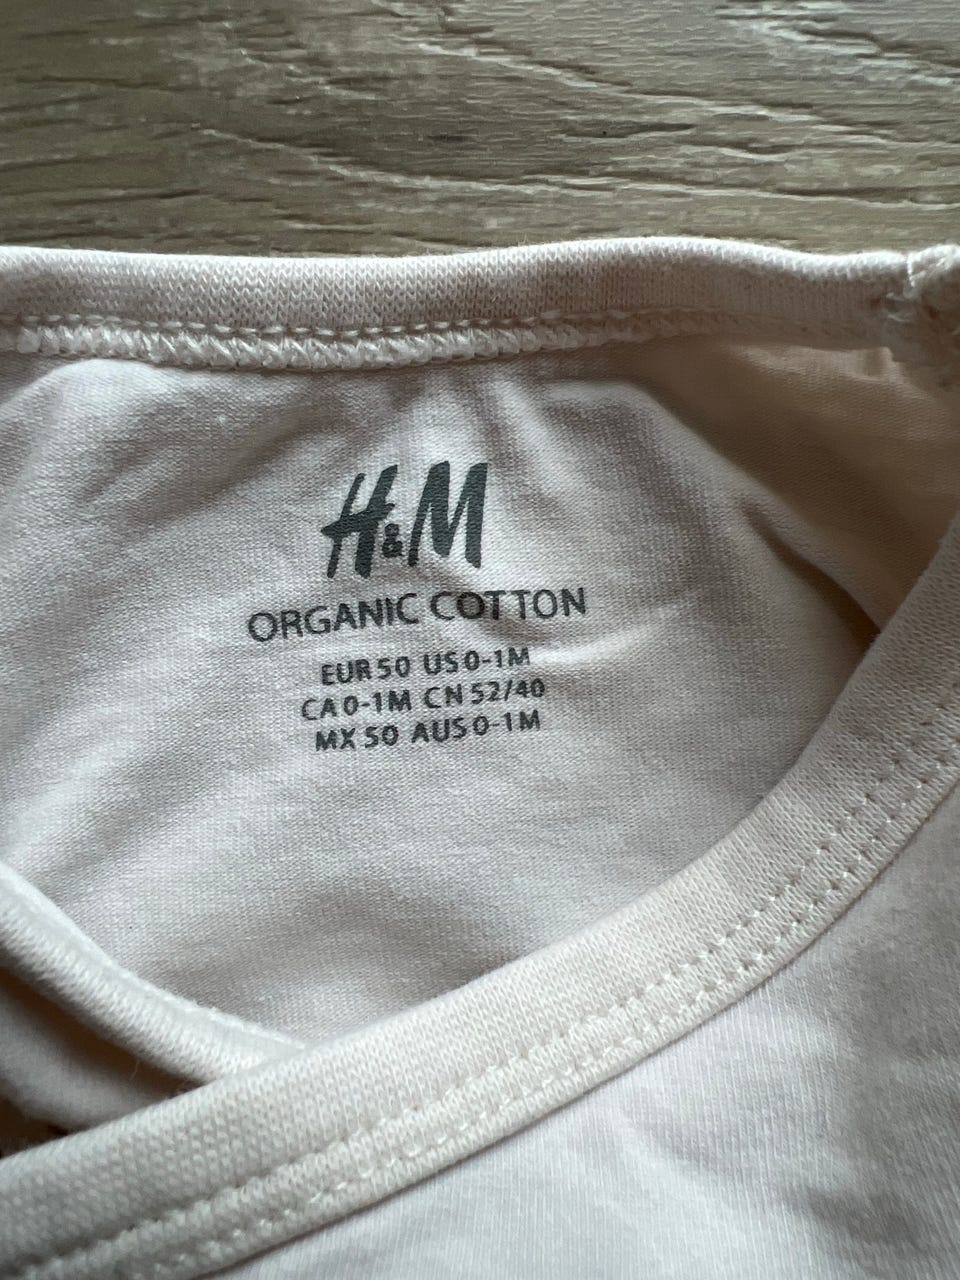 H&M
ORGANIC COTTON
EUR 50 US 0-1M
CA 0-1M CN 52/40
MX 50 AUS 0-1M